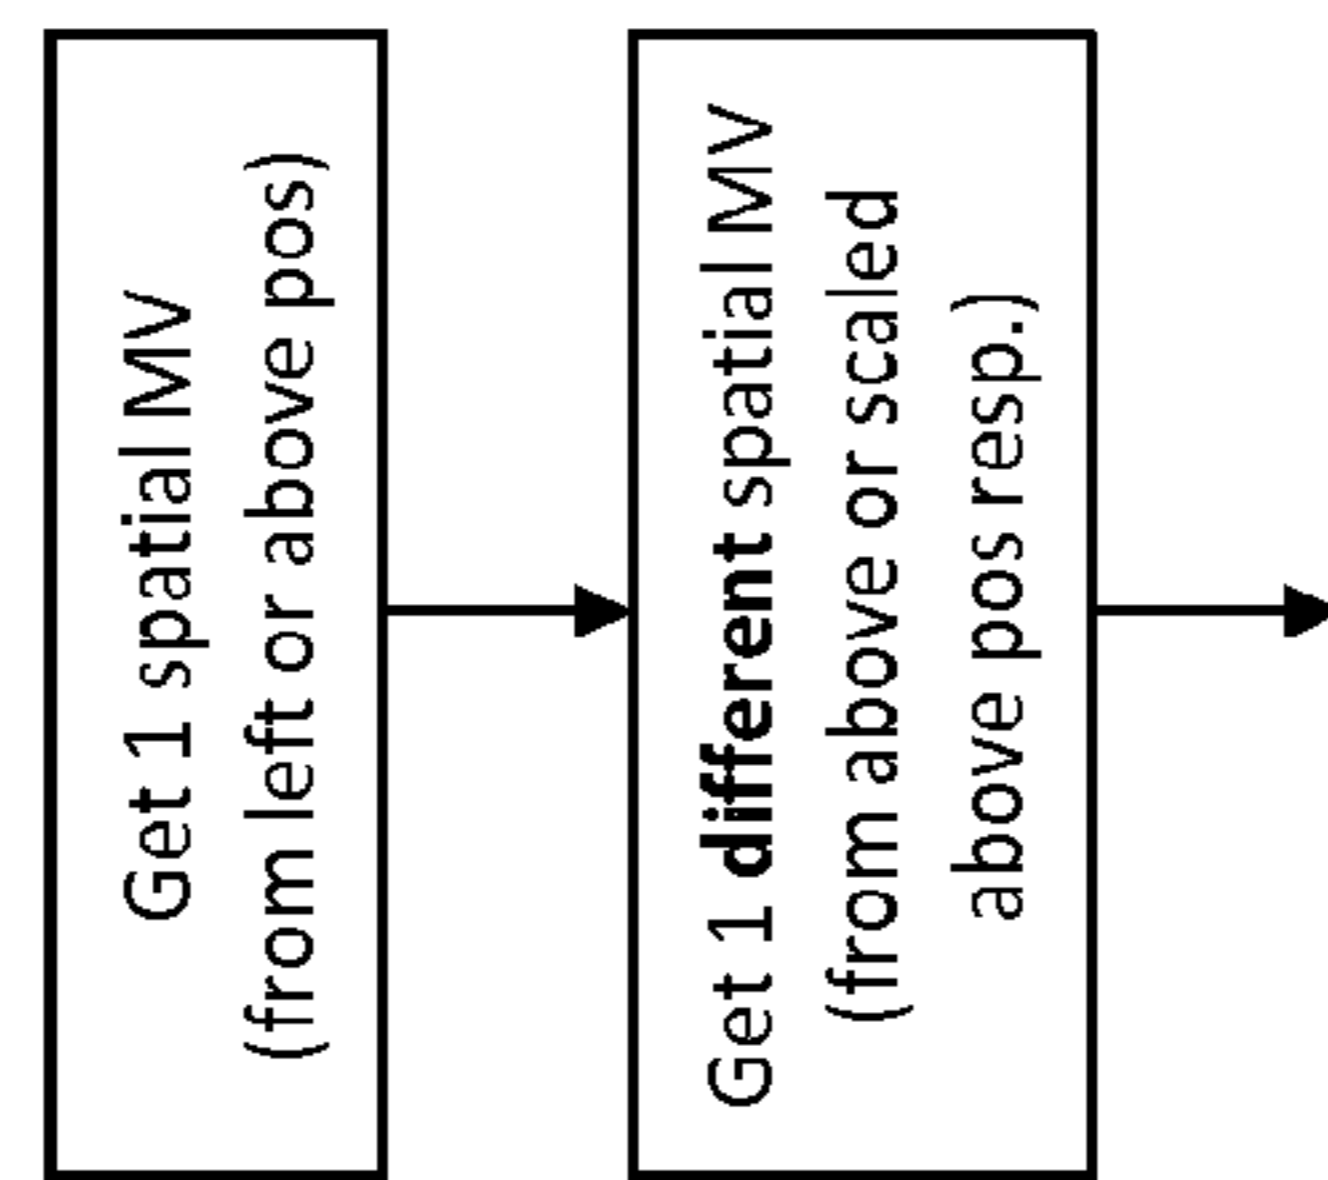 Get 1 spatial MV
(from left or above pos)
Get 1 different spatial MV
(from above or scaled
above pos resp.)